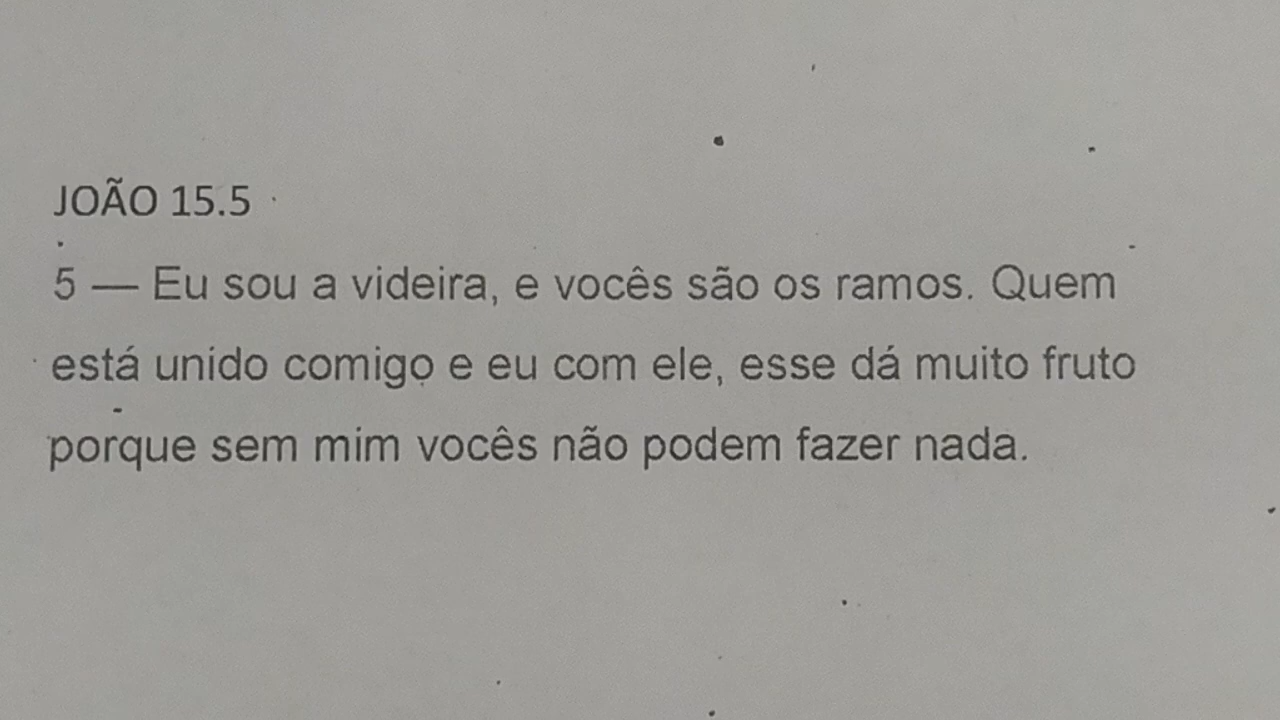 JOÃO 15.5
5 — Eu sou a videira, e vocês são os ramos. Quem
está unido comigo e eu com ele, esse dá muito fruto
porque sem mim vocês não podem fazer nada.